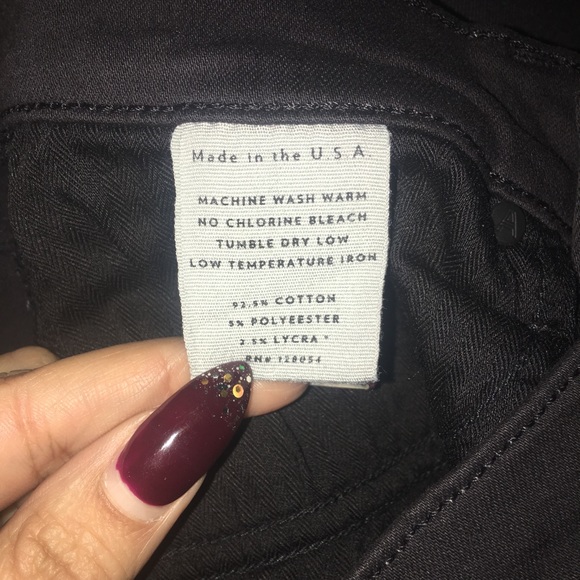 Made in the U.S.A.
MACHINE WASH WARM
NO CHLORINE BLEACH
TUMBLE DRY LOW
LOW TEMPERATURE IRON
92.5% COTTON
5% POLYEESTER
2.5% LYCRA
RN# 128054